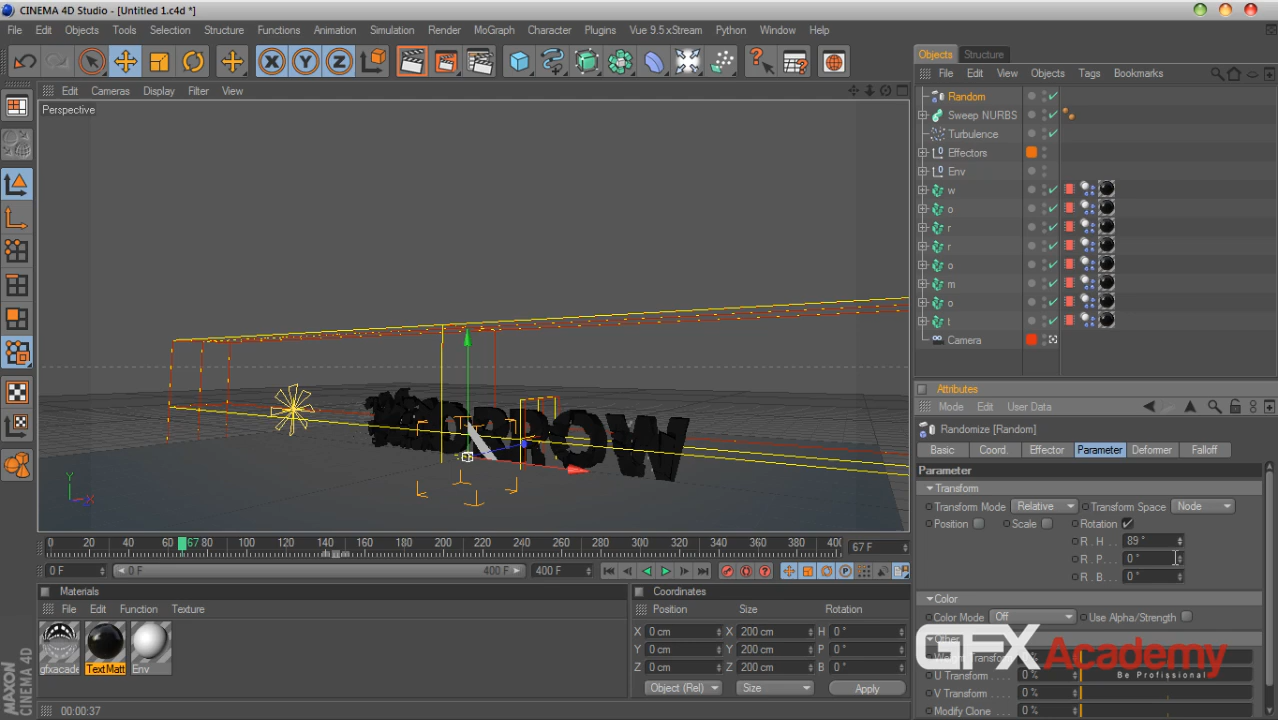 CINEMA 4D Studio - [Untitled 1.c4d *]
File Edit Objects Tools Selection Structure Functions Animation Simulation Render MoGraph Character Plugins Vue 9.5 xStream Python Window Help
Edit Cameras Display Filter View
Perspective
MORROW
Y
X
0 20 40 60 67 80 100 120 140 160 180 200 220 240 260 280 300 320 340 360 380 40(
67 F
0 F
0 F
400 F
400 F
Materials
File Edit Function Texture
gfxacade
TextMatt
Env
Coordinates
Position Size Rotation
X 0 cm X 200 cm H 0 °
Y 0 cm Y 200 cm P 0 °
Z 0 cm Z 200 cm B 0 °
Object (Rel) Size Apply
MAXON
CINEMA 4D
00:00:37
Objects Structure
File Edit View Objects Tags Bookmarks
Random
Sweep NURBS
Turbulence
Effectors
Env
w
o
r
r
o
m
o
t
Camera
Attributes
Mode Edit User Data
Randomize [Random]
Basic Coord. Effector Parameter Deformer Falloff
Parameter
Transform
Transform Mode Relative Transform Space Node
Position Scale Rotation
R . H . . 89 °
R . P . . 0 °
R . B . . 0 °
Color
Color Mode Off Use Alpha/Strength
Other
0 %
U Transform . . . . 0 %
V Transform . . . . 0 %
Modify Clone . . . 0 %
GFXAcademy
Be Profissional